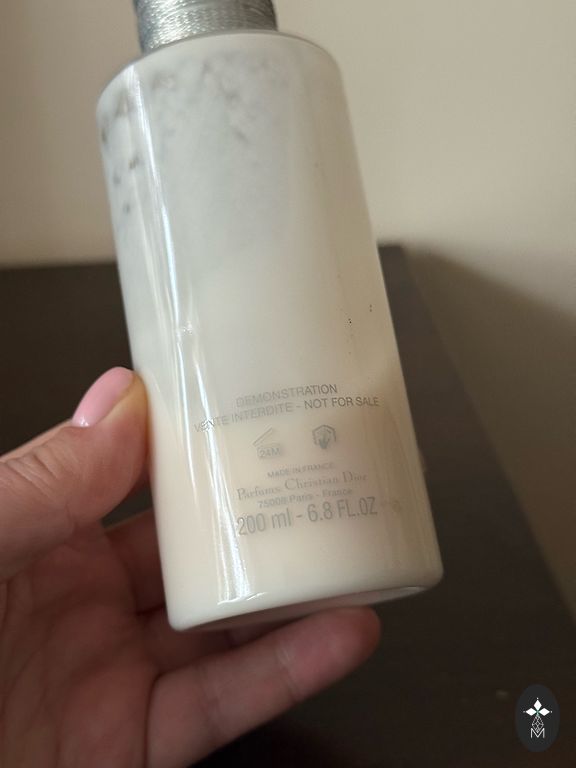 DEMONSTRATION
VENTE INTERDITE - NOT FOR SALE
24M
MADE IN FRANCE
Parfums Christian Dior
75008 Paris - France
200 ml - 6.8 FL.OZ
M